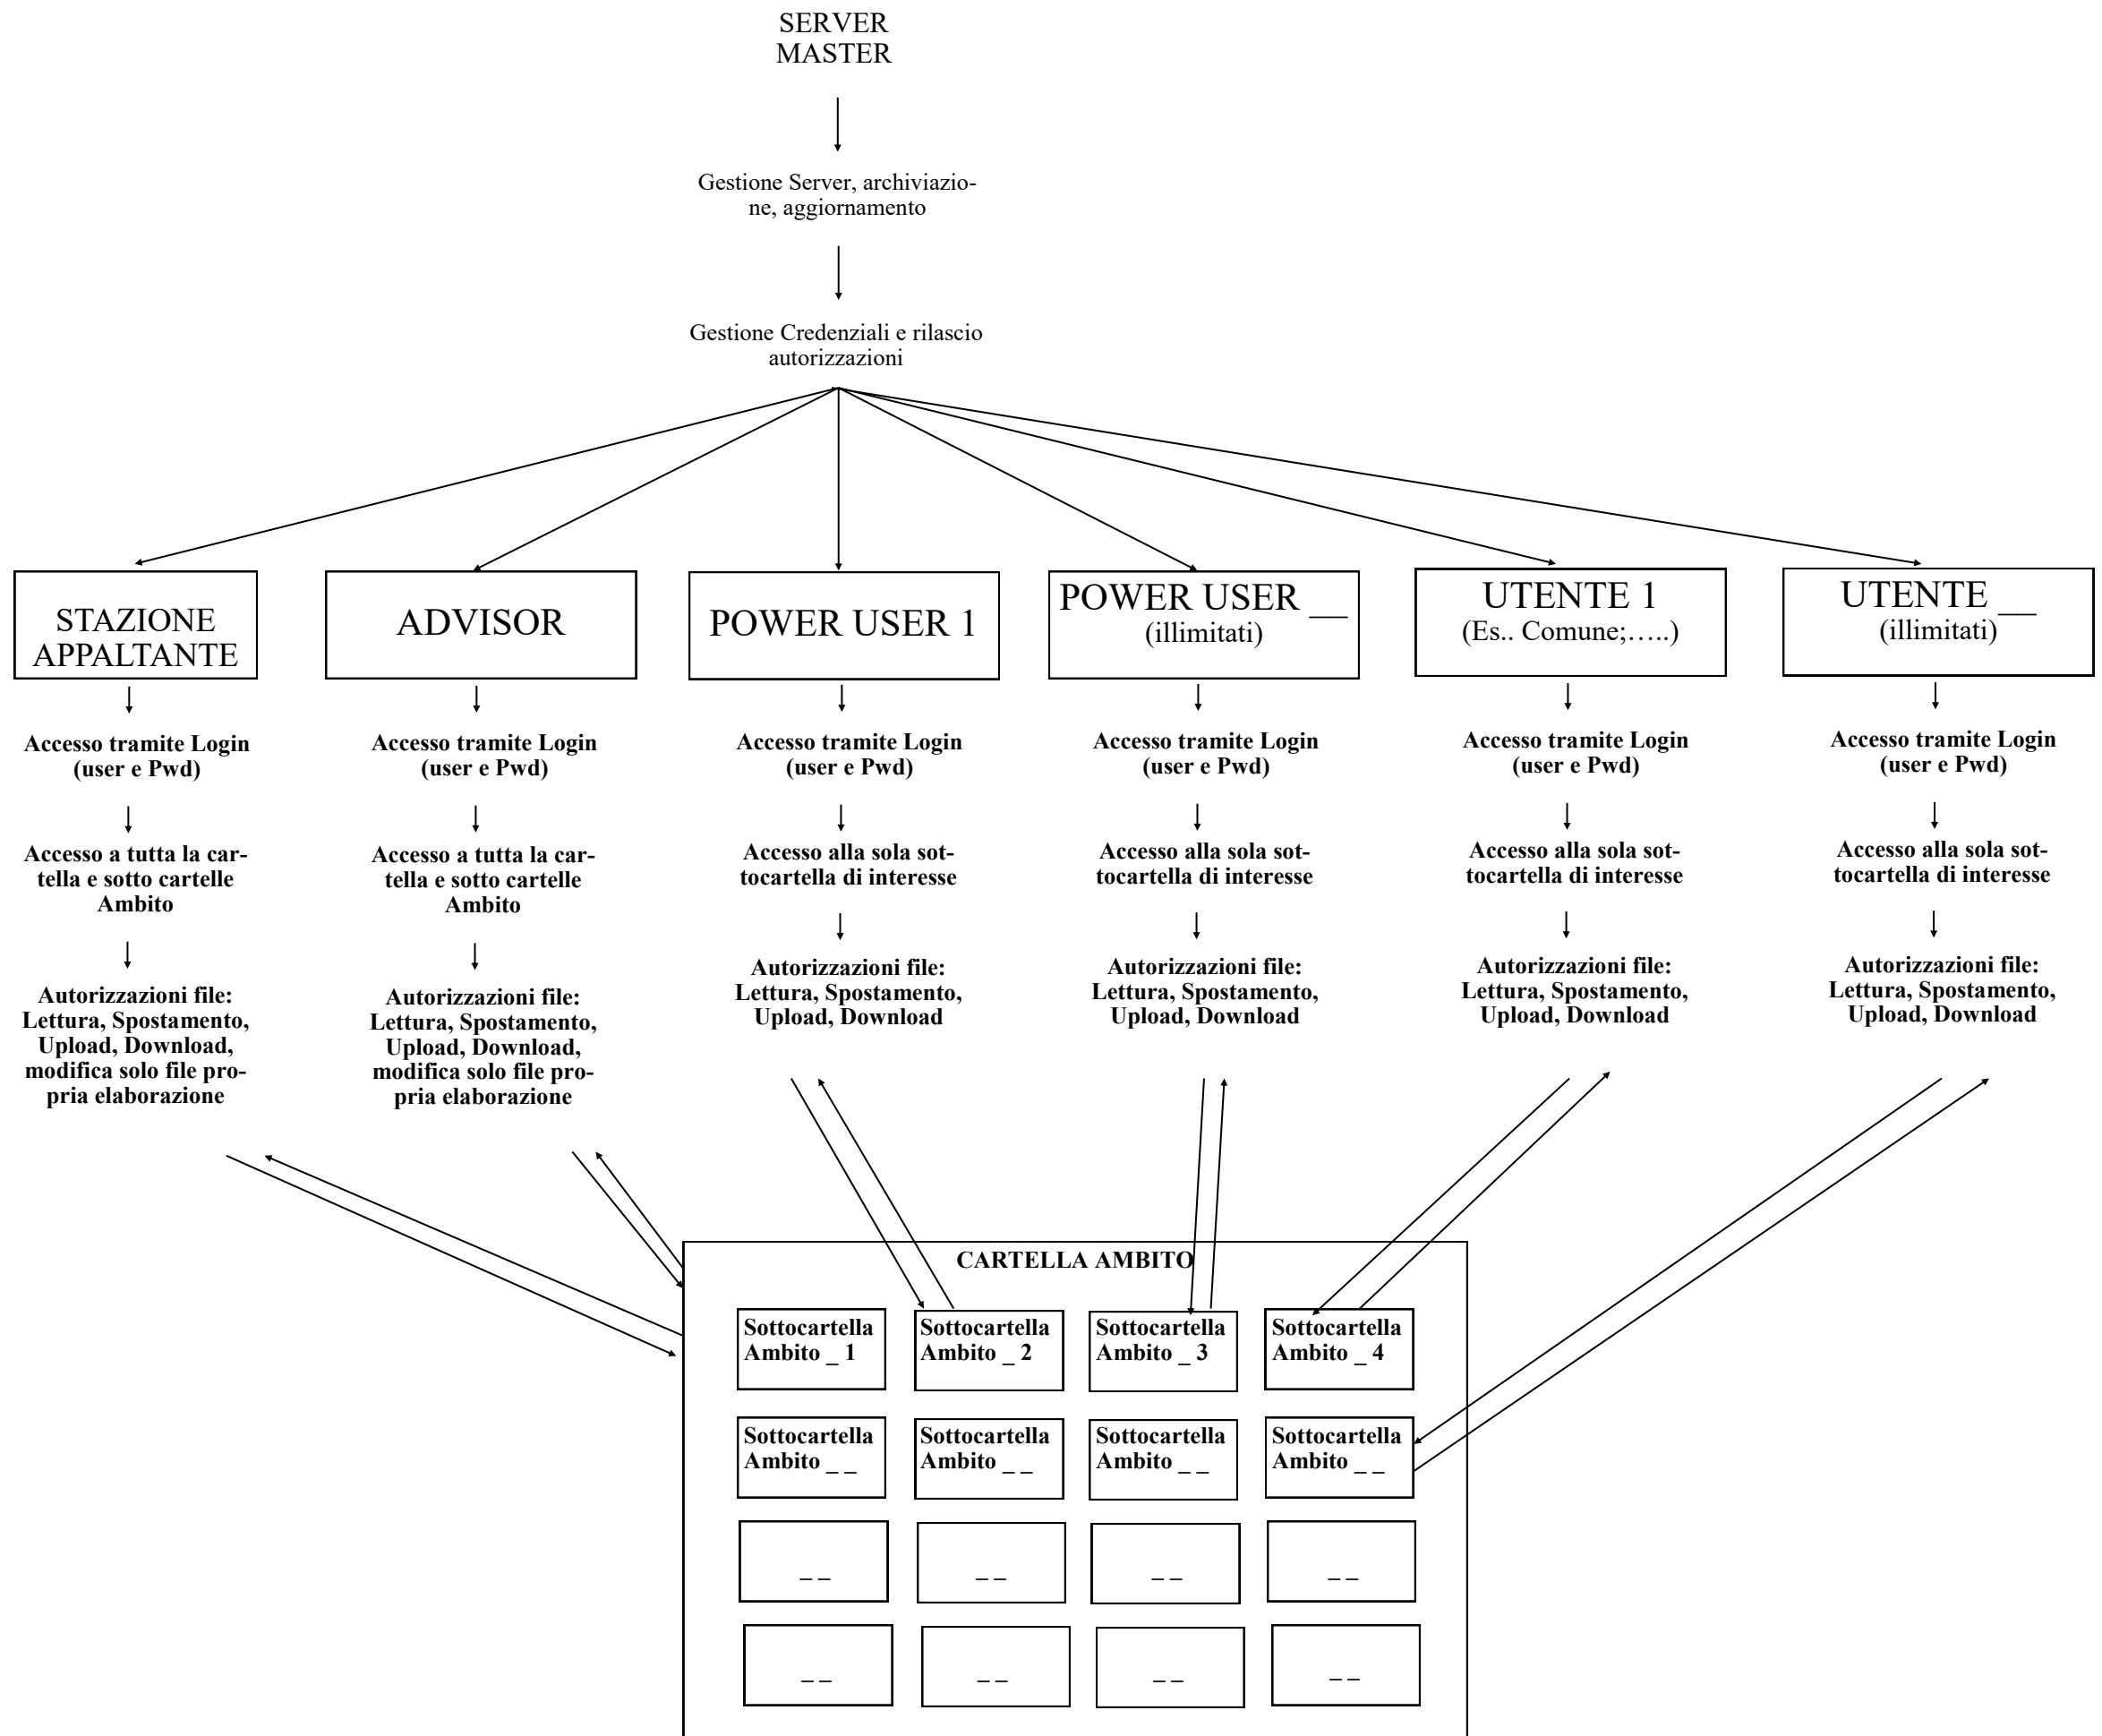 SERVER
MASTER
Gestione Server, archiviazio-
ne, aggiornamento
Gestione Credenziali e rilascio
autorizzazioni
STAZIONE
APPALTANTE
ADVISOR
POWER USER 1
POWER USER __
(illimitati)
UTENTE 1
(Es.. Comune;…..)
UTENTE __
(illimitati)
Accesso tramite Login
(user e Pwd)
Accesso a tutta la car-
tella e sotto cartelle
Ambito
Autorizzazioni file:
Lettura, Spostamento,
Upload, Download,
modifica solo file pro-
pria elaborazione
Accesso tramite Login
(user e Pwd)
Accesso a tutta la car-
tella e sotto cartelle
Ambito
Autorizzazioni file:
Lettura, Spostamento,
Upload, Download,
modifica solo file pro-
pria elaborazione
Accesso tramite Login
(user e Pwd)
Accesso alla sola sot-
tocartella di interesse
Autorizzazioni file:
Lettura, Spostamento,
Upload, Download
Accesso tramite Login
(user e Pwd)
Accesso alla sola sot-
tocartella di interesse
Autorizzazioni file:
Lettura, Spostamento,
Upload, Download
Accesso tramite Login
(user e Pwd)
Accesso alla sola sot-
tocartella di interesse
Autorizzazioni file:
Lettura, Spostamento,
Upload, Download
Accesso tramite Login
(user e Pwd)
Accesso alla sola sot-
tocartella di interesse
Autorizzazioni file:
Lettura, Spostamento,
Upload, Download
CARTELLA AMBITO
Sottocartella
Ambito _ 1
Sottocartella
Ambito _ 2
Sottocartella
Ambito _ 3
Sottocartella
Ambito _ 4
Sottocartella
Ambito _ _
Sottocartella
Ambito _ _
Sottocartella
Ambito _ _
Sottocartella
Ambito _ _
_ _
_ _
_ _
_ _
_ _
_ _
_ _
_ _